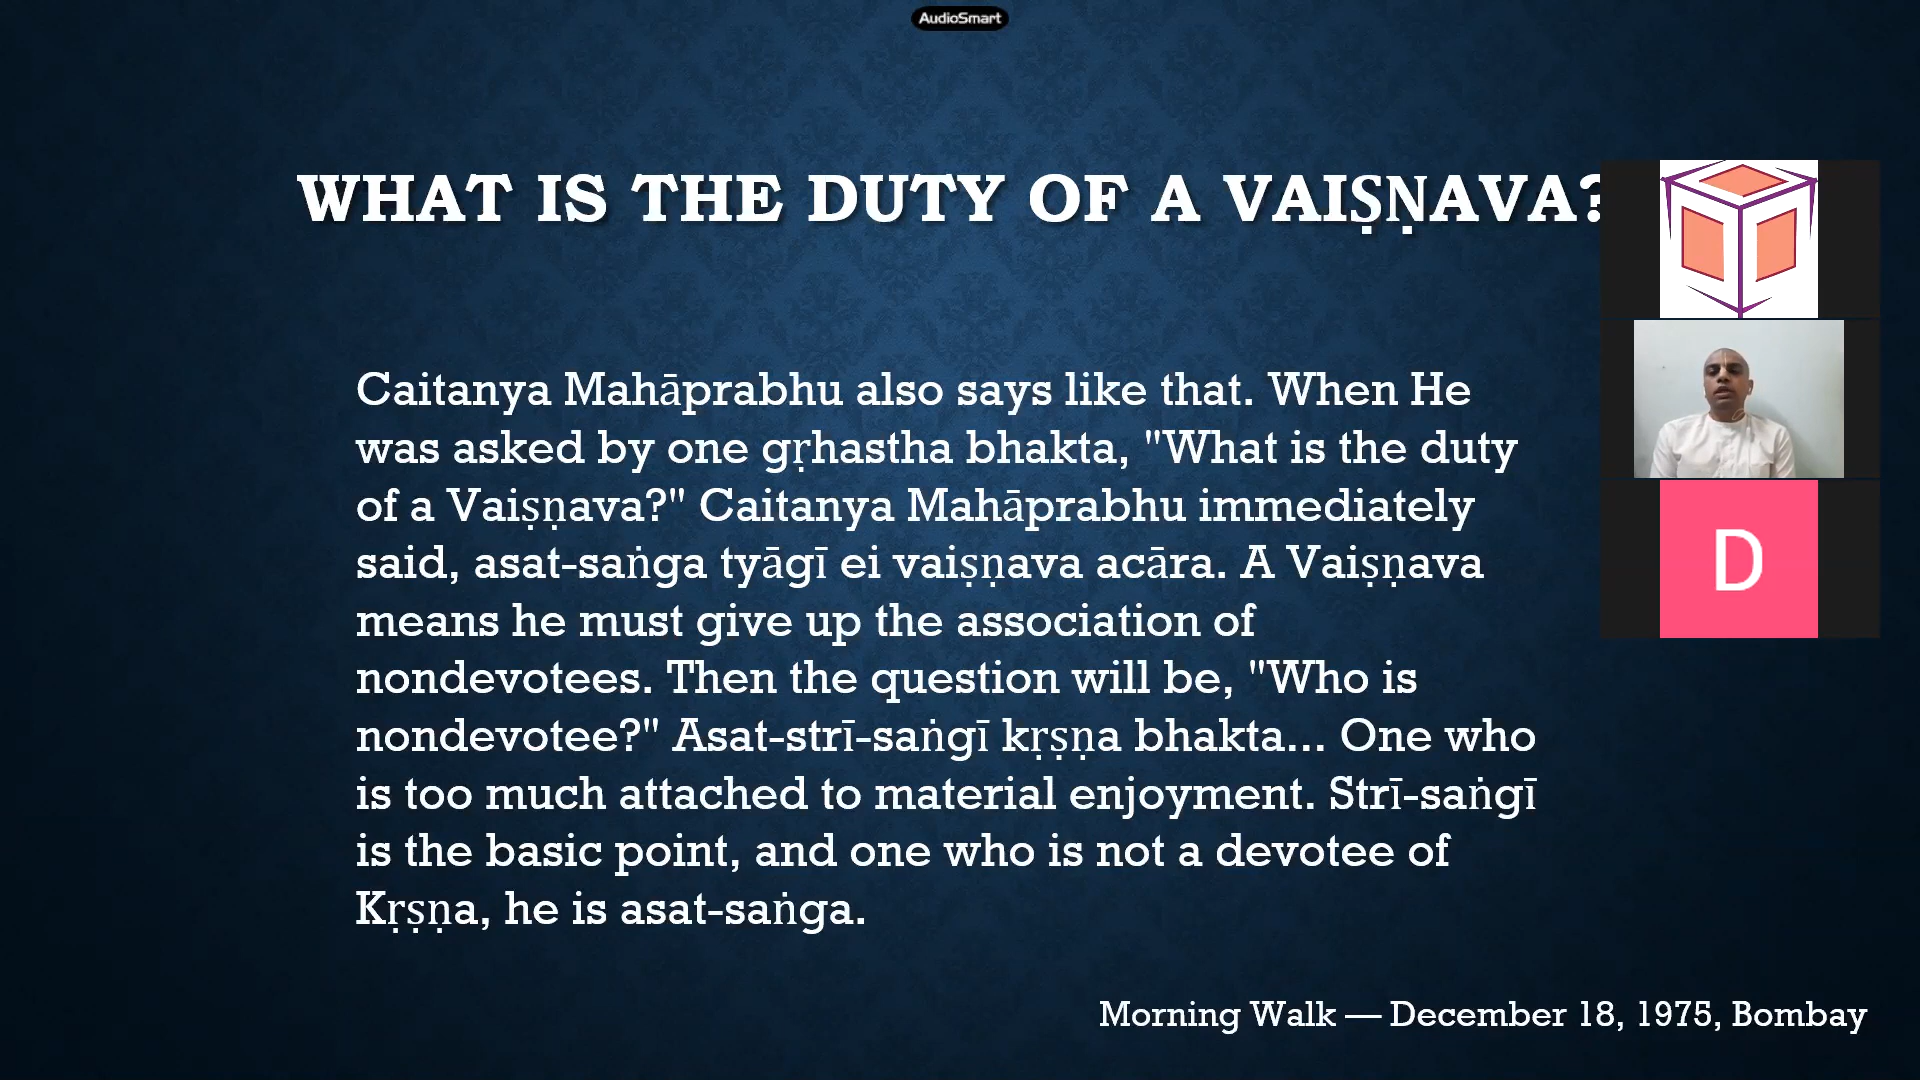 AudioSmart
WHAT IS THE DUTY OF A VAIṢṆAVA?
Caitanya Mahāprabhu also says like that. When He
was asked by one gṛhastha bhakta, "What is the duty
of a Vaiṣṇava?" Caitanya Mahāprabhu immediately
said, asat-saṅga tyāgī ei vaiṣṇava acāra. A Vaiṣṇava
means he must give up the association of
nondevotees. Then the question will be, "Who is
nondevotee?" Asat-strī-saṅgī kṛṣṇa bhakta... One who
is too much attached to material enjoyment. Strī-saṅgī
is the basic point, and one who is not a devotee of
Kṛṣṇa, he is asat-saṅga.
Morning Walk — December 18, 1975, Bombay
D